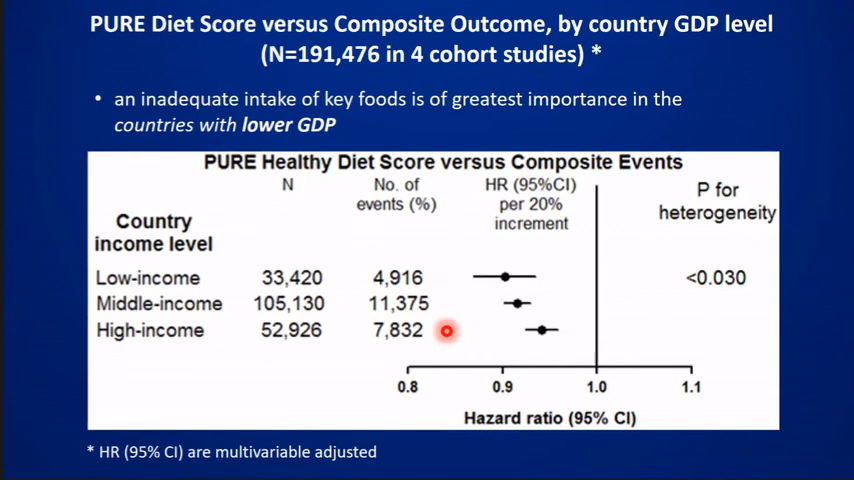 PURE Diet Score versus Composite Outcome, by country GDP level
(N=191,476 in 4 cohort studies) *
• an inadequate intake of key foods is of greatest importance in the
countries with lower GDP
PURE Healthy Diet Score versus Composite Events
Country
income level
N
No. of
events (%)
HR (95%CI)
per 20%
increment
P for
heterogeneity
Low-income 33,420 4,916 <0.030
Middle-income 105,130 11,375
High-income 52,926 7,832
0.8 0.9 1.0 1.1
Hazard ratio (95% CI)
* HR (95% CI) are multivariable adjusted